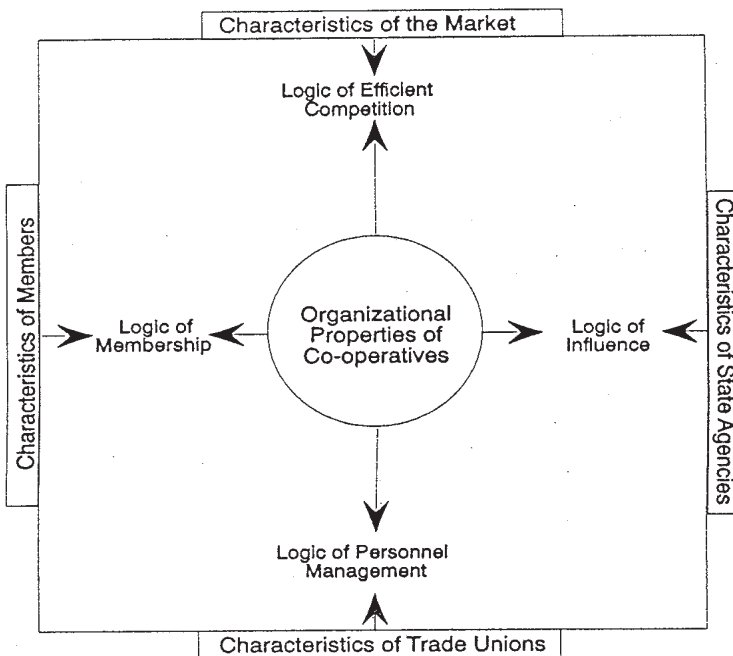 Characteristics of the Market
Logic of Efficient
Competition
Characteristics of Members
Logic of
Membership
Organizational
Properties of
Co-operatives
Logic of
Influence
Characteristics of State Agencies
Logic of Personnel
Management
Characteristics of Trade Unions